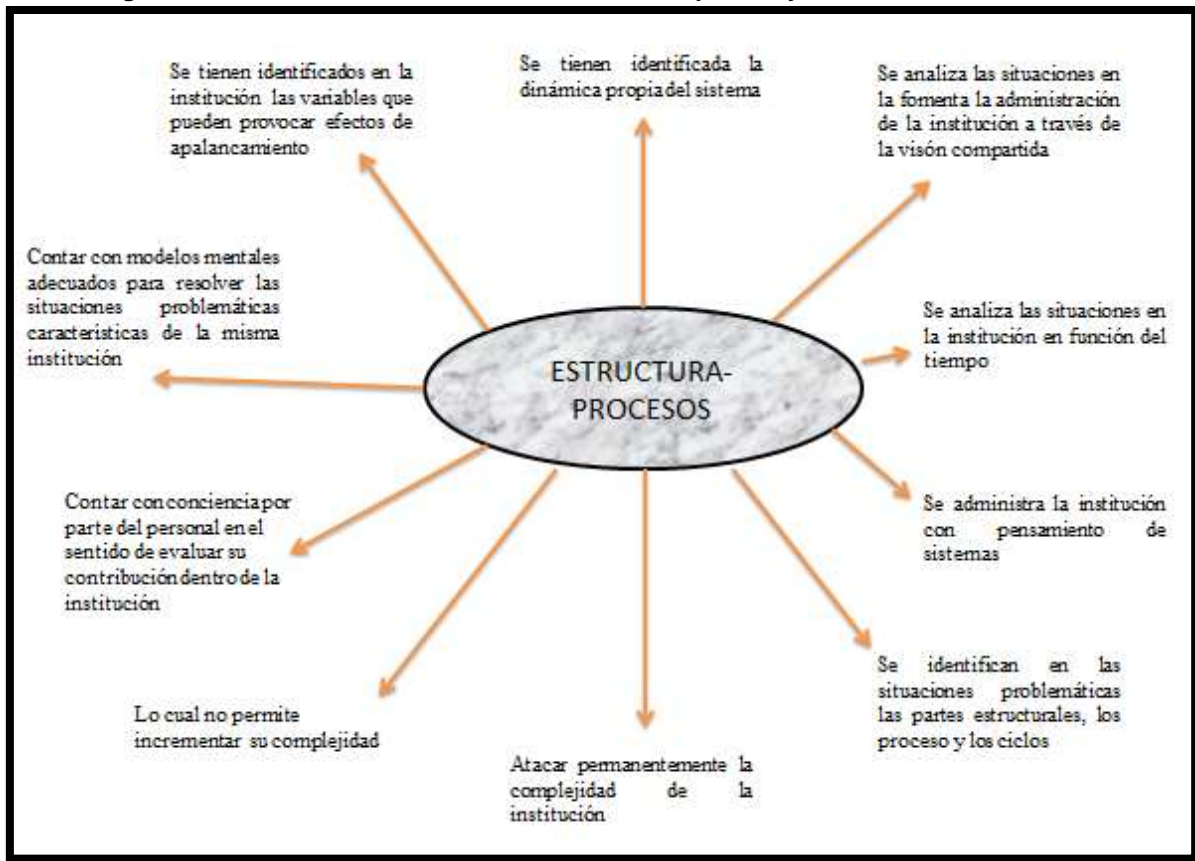 Se tienen identificados en la
institución las variables que
pueden provocar efectos de
apalancamiento
Se tienen identificada la
dinámica propia del sistema
Se analiza las situaciones en
la fomenta la administración
de la institución a través de
la visón compartida
Contar con modelos mentales
adecuados para resolver las
situaciones problemáticas
características de la misma
institución
ESTRUCTURA-
PROCESOS
Se analiza las situaciones en
la institución en función del
tiempo
Contar con conciencia por
parte del personal en el
sentido de evaluar su
contribución dentro de la
institución
Se administra la institución
con pensamiento de
sistemas
Lo cual no permite
incrementar su complejidad
Atacar permanentemente la
complejidad de la
institución
Se identifican en las
situaciones problemáticas
las partes estructurales, los
proceso y los ciclos